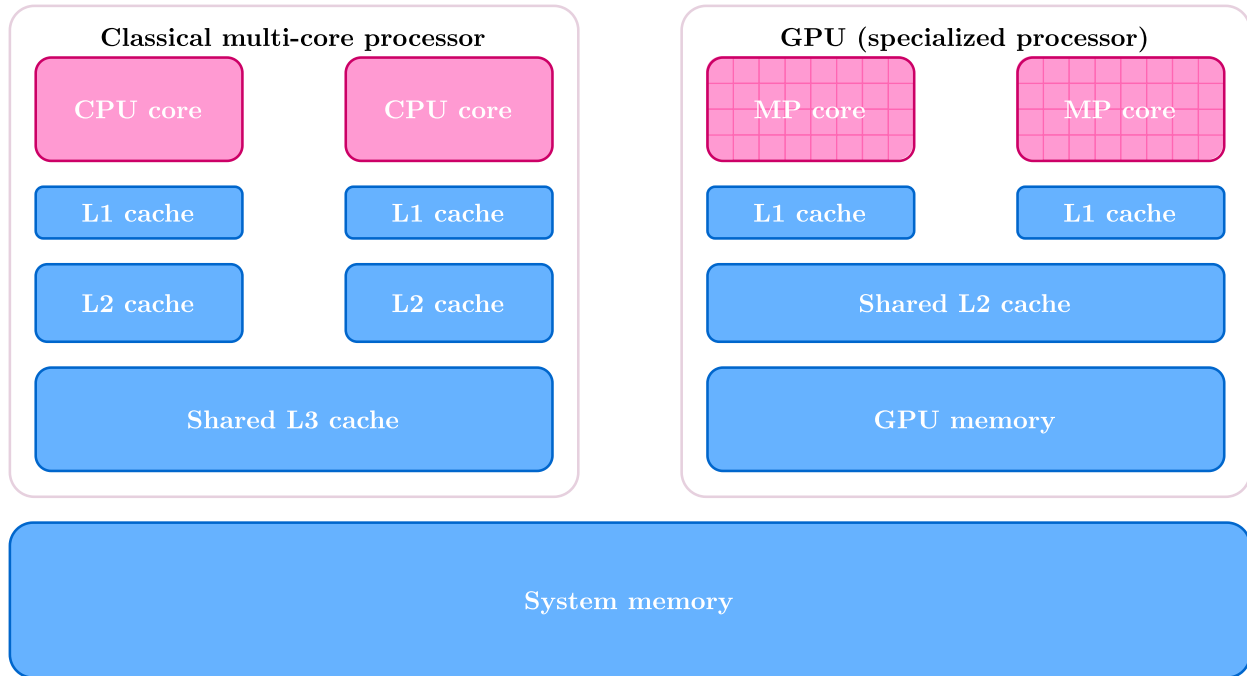 Classical multi-core processor
GPU (specialized processor)
CPU core
CPU core
MP core
MP core
L1 cache
L1 cache
L1 cache
L1 cache
L2 cache
L2 cache
Shared L2 cache
Shared L3 cache
GPU memory
System memory